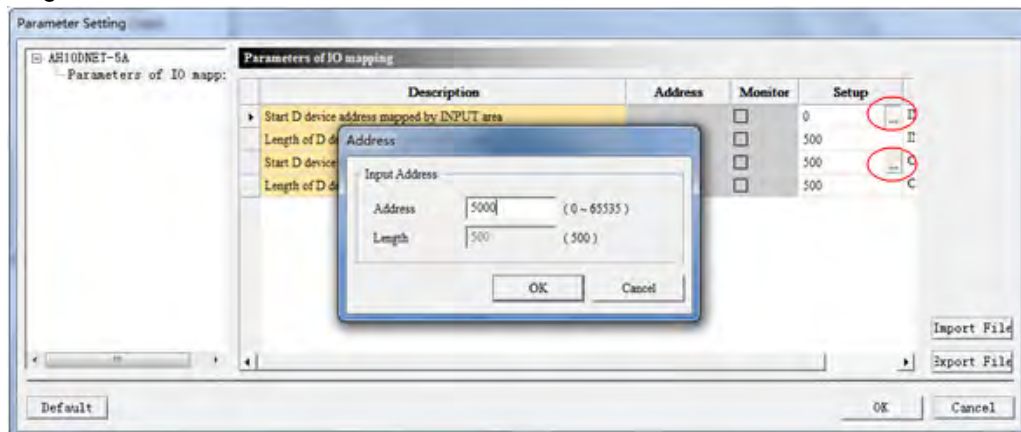 Parameter Setting
AH10DNET-5A
Parameters of IO mapp:
Parameters of IO mapping
Description Address Monitor Setup
Start D device address mapped by INPUT area 0 ...
Length of D de 500
Start D device 500 ...
Length of D de 500
Address
Input Address
Address 5000 ( 0 ~ 65535 )
Length 500 ( 500 )
OK Cancel
Import File
Export File
Default OK Cancel